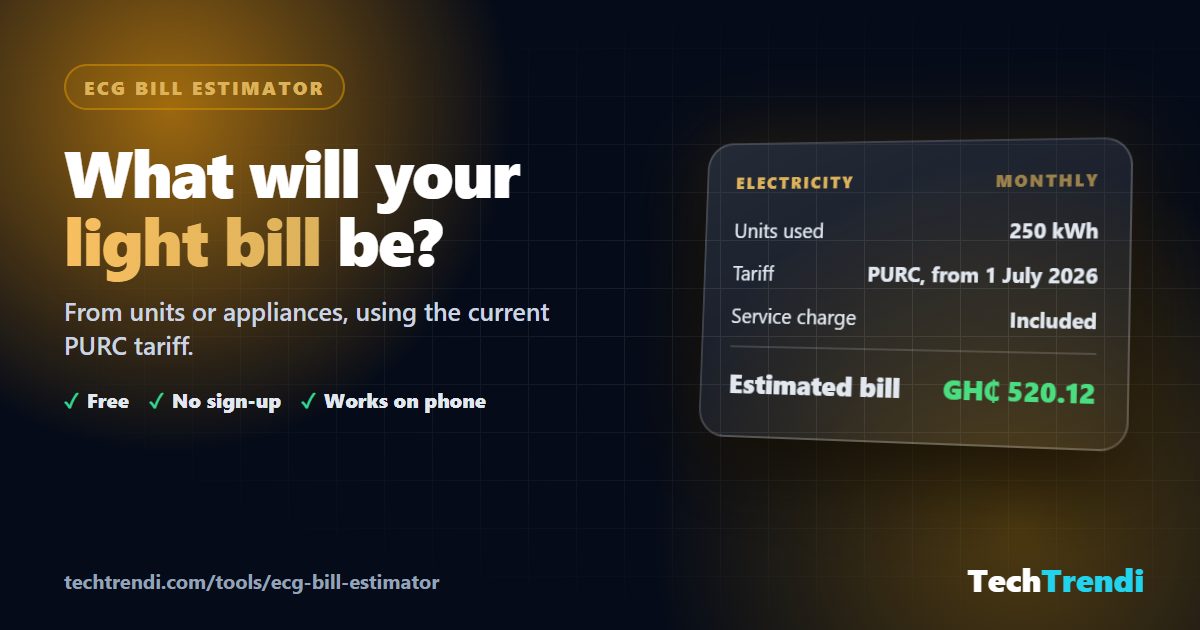 ECG BILL ESTIMATOR
What will your
light bill be?
From units or appliances, using the current
PURC tariff.
✓ Free ✓ No sign-up ✓ Works on phone
ELECTRICITY MONTHLY
Units used 250 kWh
Tariff PURC, from 1 July 2026
Service charge Included
Estimated bill GH₵ 520.12
techtrendi.com/tools/ecg-bill-estimator
TechTrendi